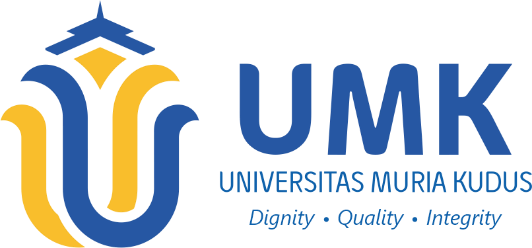 UMK
UNIVERSITAS MURIA KUDUS
Dignity • Quality • Integrity